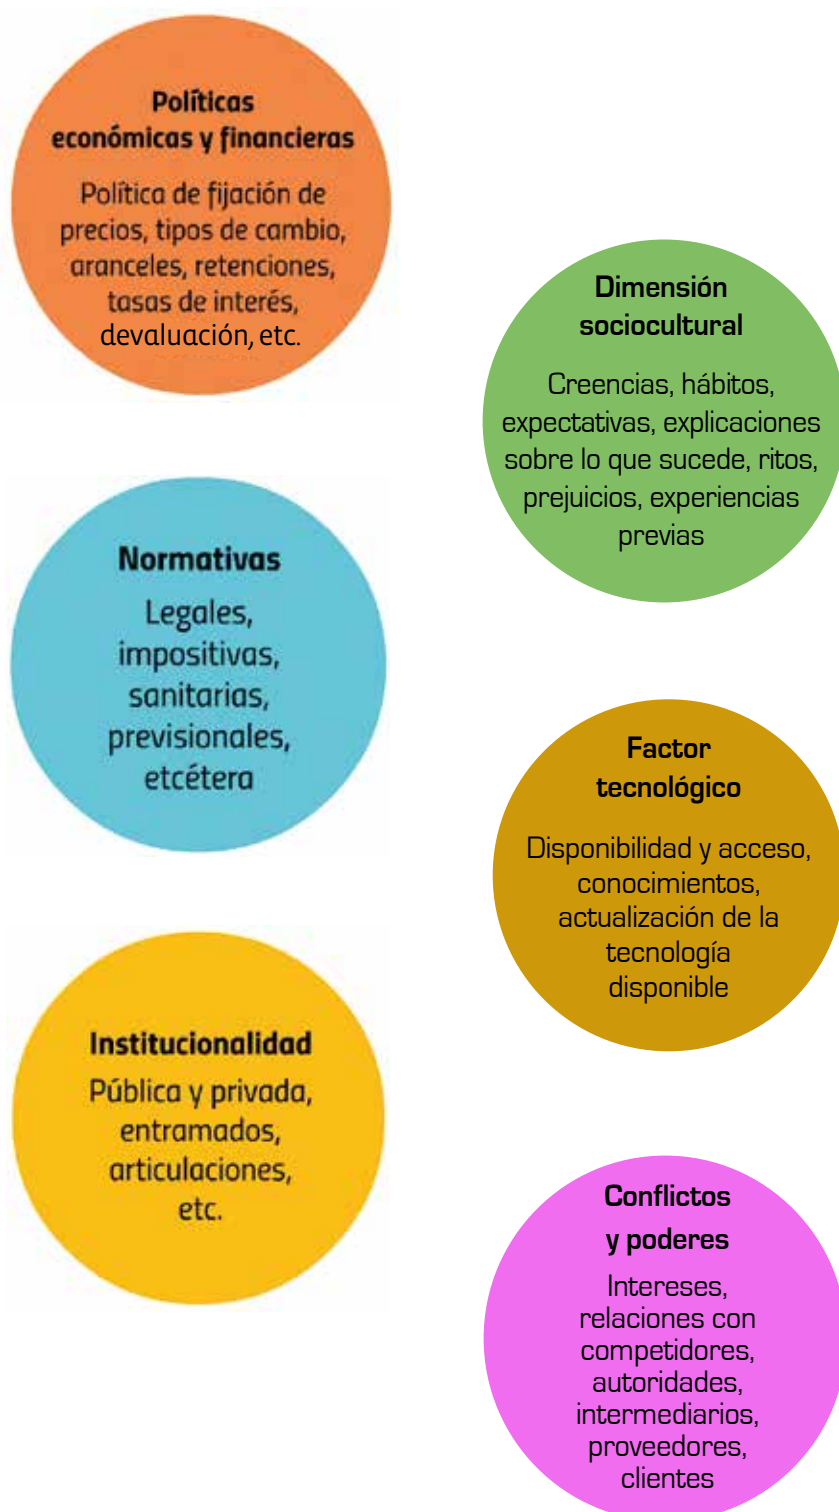 Políticas
económicas y financieras
Política de fijación de
precios, tipos de cambio,
aranceles, retenciones,
tasas de interés,
devaluación, etc.
Dimensión
sociocultural
Creencias, hábitos,
expectativas, explicaciones
sobre lo que sucede, ritos,
prejuicios, experiencias
previas
Normativas
Legales,
impositivas,
sanitarias,
previsionales,
etcétera
Factor
tecnológico
Disponibilidad y acceso,
conocimientos,
actualización de la
tecnología
disponible
Institucionalidad
Pública y privada,
entramados,
articulaciones,
etc.
Conflictos
y poderes
Intereses,
relaciones con
competidores,
autoridades,
intermediarios,
proveedores,
clientes